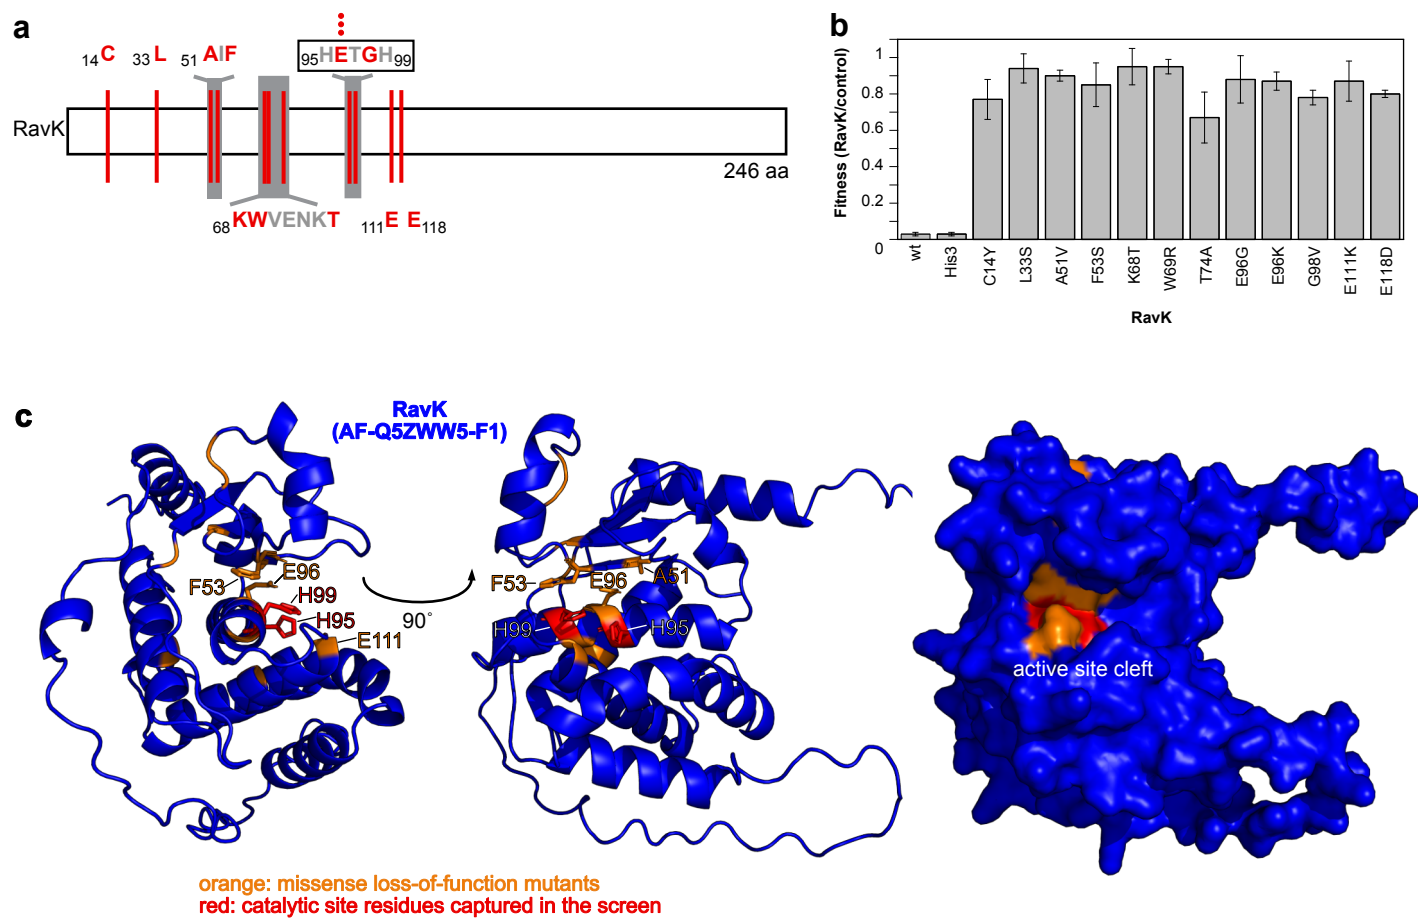 a
14C 33L 51AIF 95HETGH99
RavK
246 aa
68KWVENKT 111E E118
b
Fitness (RavK/control)
1
0.8
0.6
0.4
0.2
0
wt His3 C14Y L33S A51V F53S K68T W69R T74A E96G E96K G98V E111K E118D
RavK
c
RavK
(AF-Q5ZWW5-F1)
F53 E96
H99
H95
E111
90°
F53 E96 A51
H99 H95
active site cleft
orange: missense loss-of-function mutants
red: catalytic site residues captured in the screen